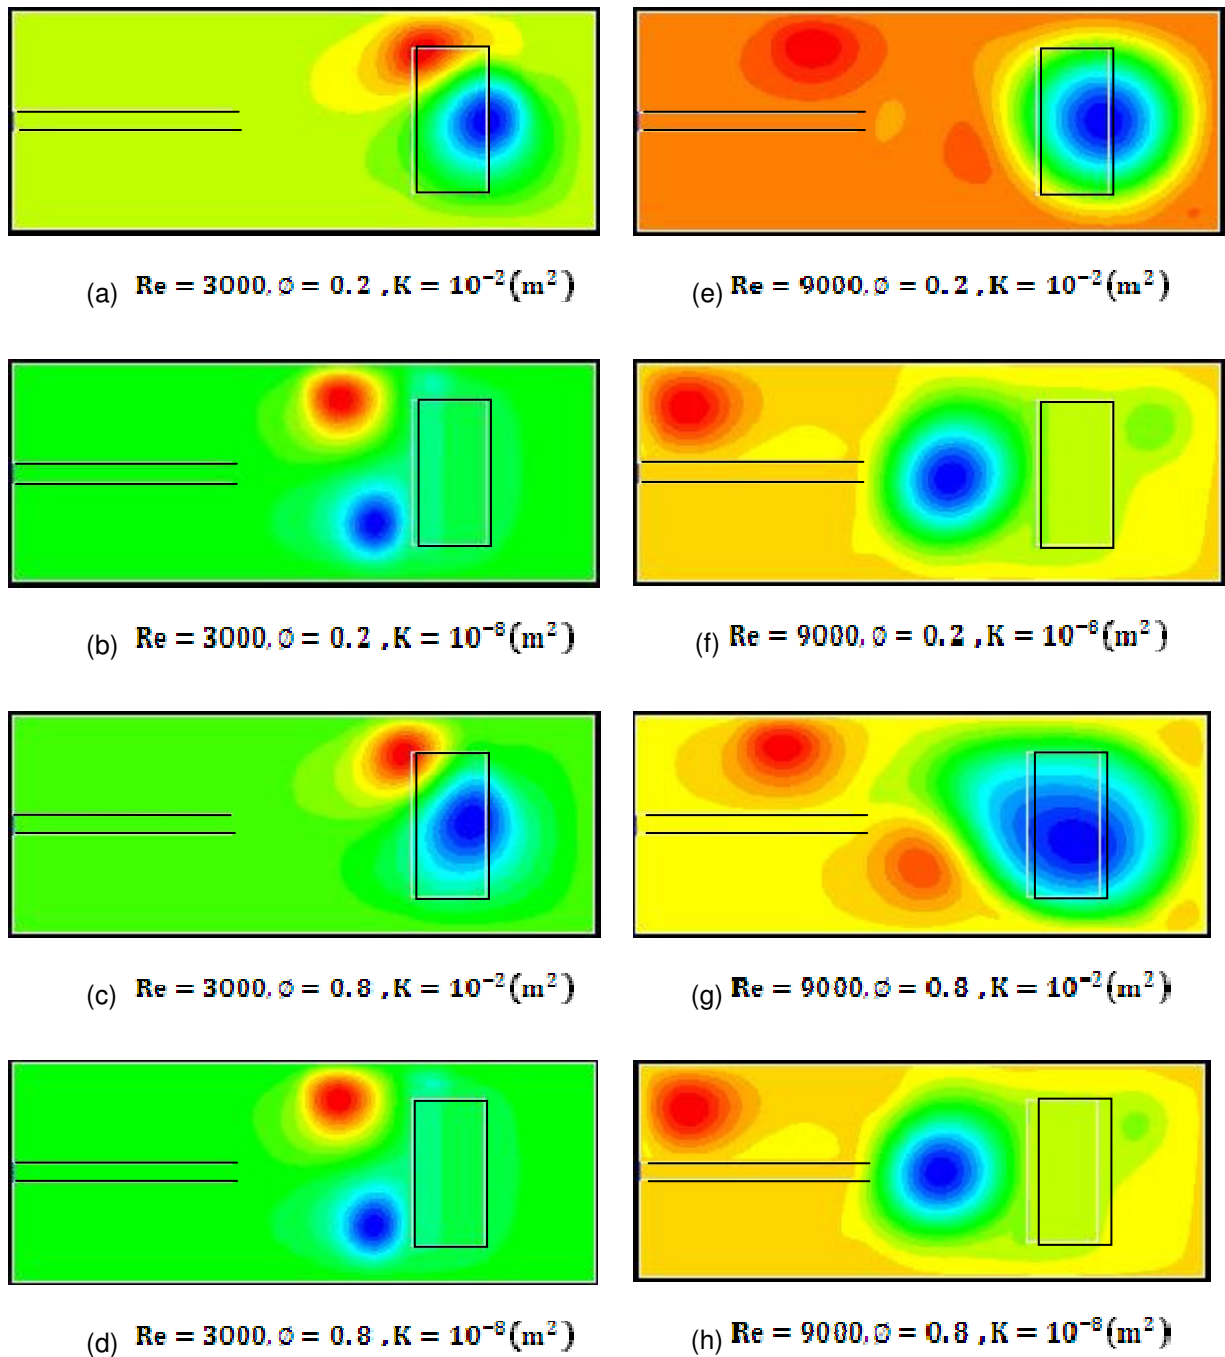 (a) Re = 3000, ø = 0.2 , K = 10⁻²(m²)
(e) Re = 9000, ø = 0.2 , K = 10⁻²(m²)
(b) Re = 3000, ø = 0.2 , K = 10⁻⁸(m²)
(f) Re = 9000, ø = 0.2 , K = 10⁻⁸(m²)
(c) Re = 3000, ø = 0.8 , K = 10⁻²(m²)
(g) Re = 9000, ø = 0.8 , K = 10⁻²(m²)
(d) Re = 3000, ø = 0.8 , K = 10⁻⁸(m²)
(h) Re = 9000, ø = 0.8 , K = 10⁻⁸(m²)